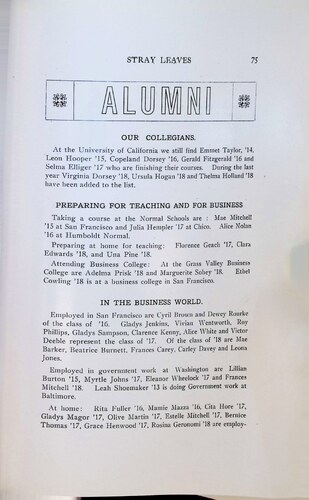 STRAY LEAVES 75
ALUMNI
OUR COLLEGIANS.
At the University of California we still find Emmet Taylor, '14,
Leon Hooper '15, Copeland Dorsey '16, Gerald Fitzgerald '16 and
Selma Elliger '17 who are finishing their courses. During the last
year Virginia Dorsey '18, Ursula Hogan '18 and Thelma Holland '18
have been added to the list.
PREPARING FOR TEACHING AND FOR BUSINESS
Taking a course at the Normal Schools are : Mae Mitchell
'15 at San Francisco and Julia Hempler '17 at Chico. Alice Nolan
'16 at Humboldt Normal.
Preparing at home for teaching: Florence Geach '17, Clara
Edwards '18, and Una Pine '18.
Attending Business College: At the Grass Valley Business
College are Adelma Prisk '18 and Marguerite Sohey '18. Ethel
Cowling '18 is at a business college in San Francisco.
IN THE BUSINESS WORLD.
Employed in San Francisco are Cyril Brown and Dewey Rourke
of the class of '16. Gladys Jenkins, Vivian Wentworth, Roy
Phillips, Gladys Sampson, Clarence Kenny, Alice White and Victor
Deeble represent the class of '17. Of the class of '18 are Mae
Barker, Beatrice Burnett, Frances Carey, Carley Davey and Leona
Jones.
Employed in government work at Washington are Lillian
Burton '15, Myrtle Johns '17, Eleanor Wheelock '17 and Frances
Mitchell '18. Leah Shoemaker '13 is doing Government work at
Baltimore.
At home: Rita Fuller '16, Mamie Mazza '16, Cita Hore '17,
Gladys Magor '17, Olive Martin '17, Estelle Mitchell '17, Bernice
Thomas '17, Grace Henwood '17, Rosina Geronomi '18 are employ-